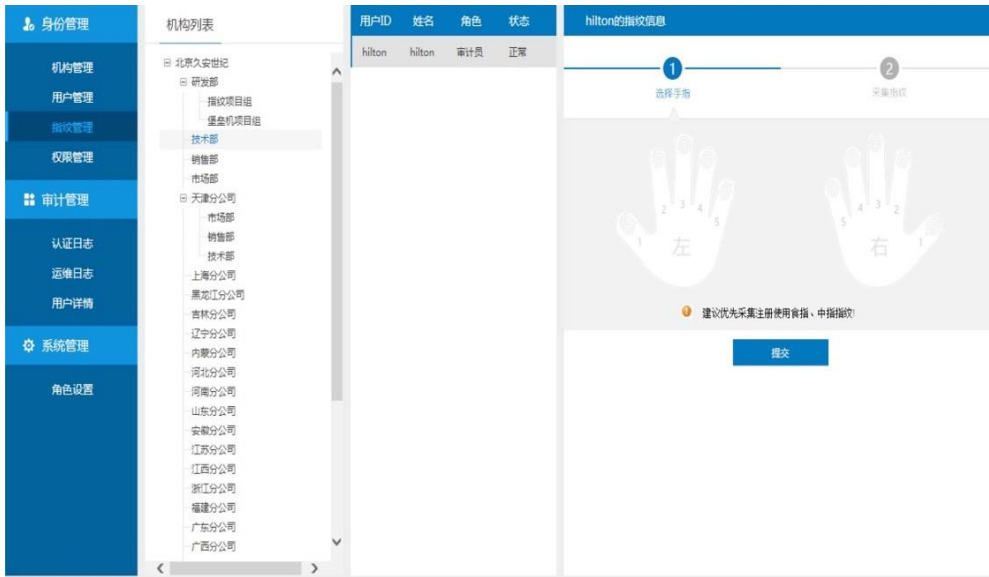 身份管理
机构管理
用户管理
指纹管理
权限管理
审计管理
认证日志
运维日志
用户详情
系统管理
角色设置
机构列表
北京久安世纪
研发部
指纹项目组
堡垒机项目组
技术部
销售部
市场部
天津分公司
市场部
销售部
技术部
上海分公司
黑龙江分公司
吉林分公司
辽宁分公司
内蒙分公司
河北分公司
河南分公司
山东分公司
安徽分公司
江苏分公司
江西分公司
浙江分公司
福建分公司
广东分公司
广西分公司
用户ID 姓名 角色 状态
hilton hilton 审计员 正常
hilton的指纹信息
1 2
选择手指 采集指纹
2 3 4 5 1 左
4 3 2 5 1 右
建议优先采集注册使用食指、中指指纹!
提交